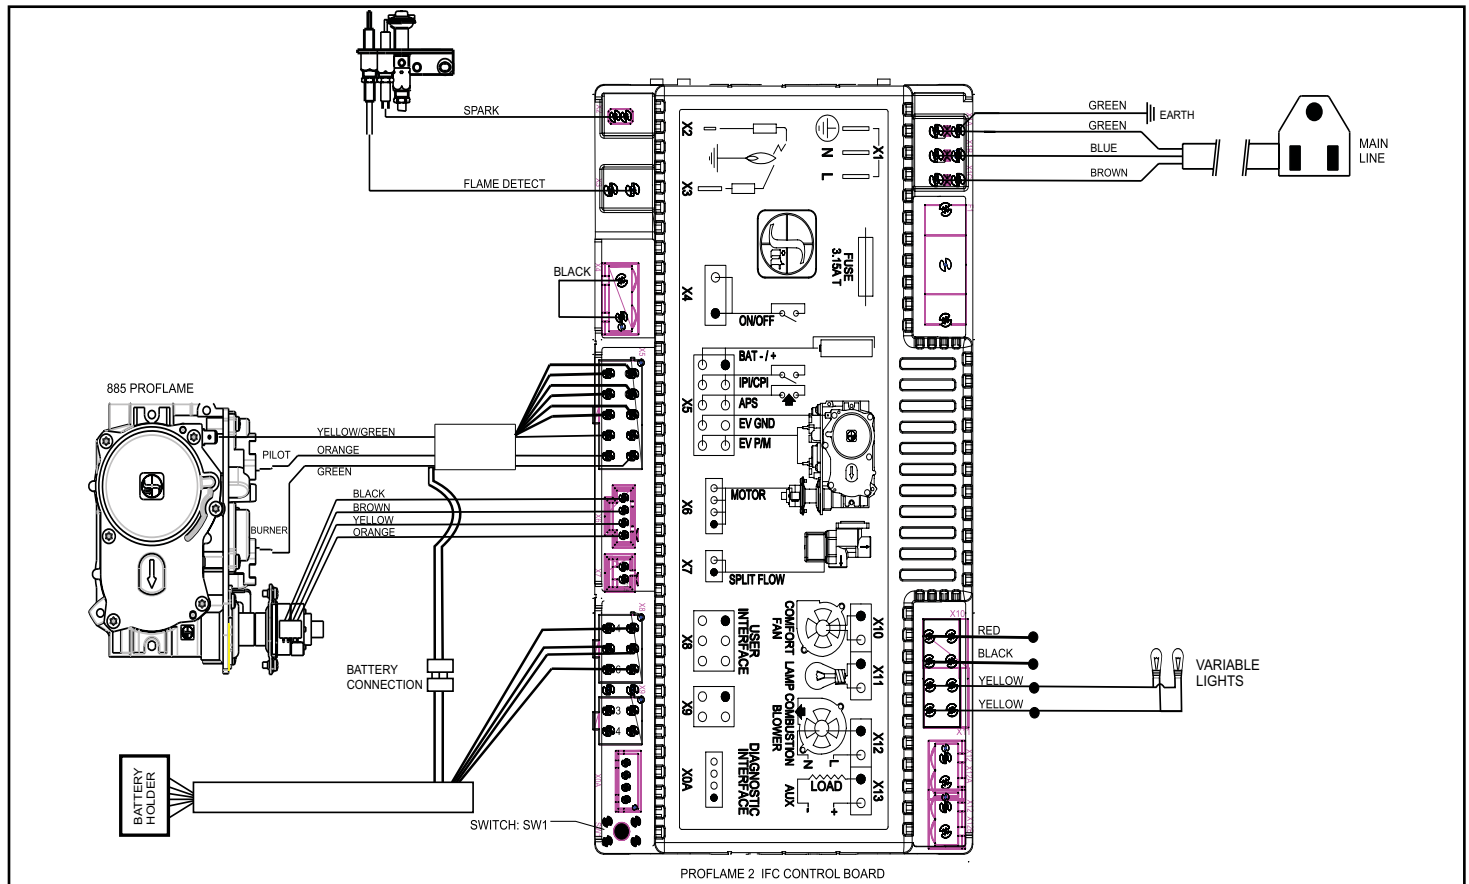 SPARK
FLAME DETECT
BLACK
885 PROFLAME
YELLOW/GREEN
PILOT
ORANGE
GREEN
BURNER
BLACK
BROWN
YELLOW
ORANGE
BATTERY
CONNECTION
BATTERY
HOLDER
SWITCH: SW1
X2
X3
X1
N
L
FUSE
3.15A T
X4
ON/OFF
X5
BAT - / +
IPI/CPI
APS
EV GND
EV P/M
X6
MOTOR
X7
SPLIT FLOW
X8
USER
INTERFACE
X9
X0A
DIAGNOSTIC
INTERFACE
COMFORT
FAN
X10
LAMP
X11
COMBUSTION
BLOWER
X12
N
L
LOAD
AUX
- +
X13
GREEN
EARTH
GREEN
BLUE
BROWN
MAIN
LINE
X5
X8
X10
RED
BLACK
YELLOW
YELLOW
VARIABLE
LIGHTS
PROFLAME 2 IFC CONTROL BOARD